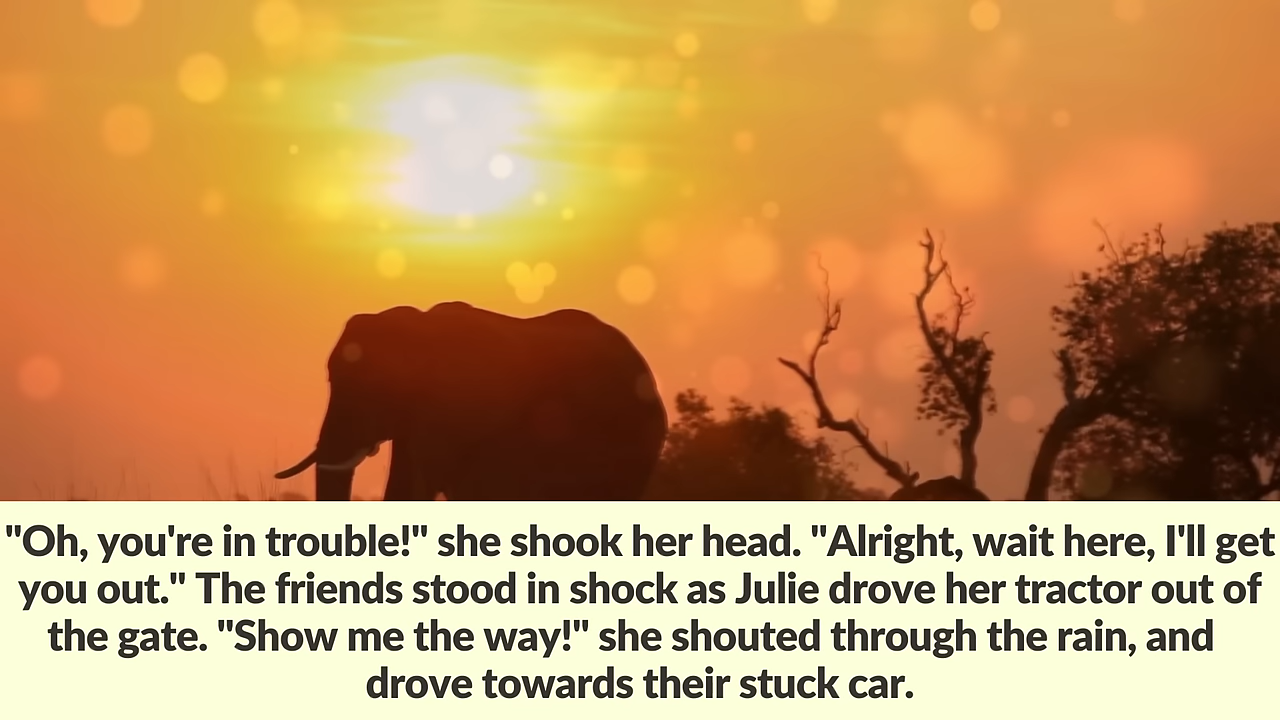 "Oh, you're in trouble!" she shook her head. "Alright, wait here, I'll get
you out." The friends stood in shock as Julie drove her tractor out of
the gate. "Show me the way!" she shouted through the rain, and
drove towards their stuck car.